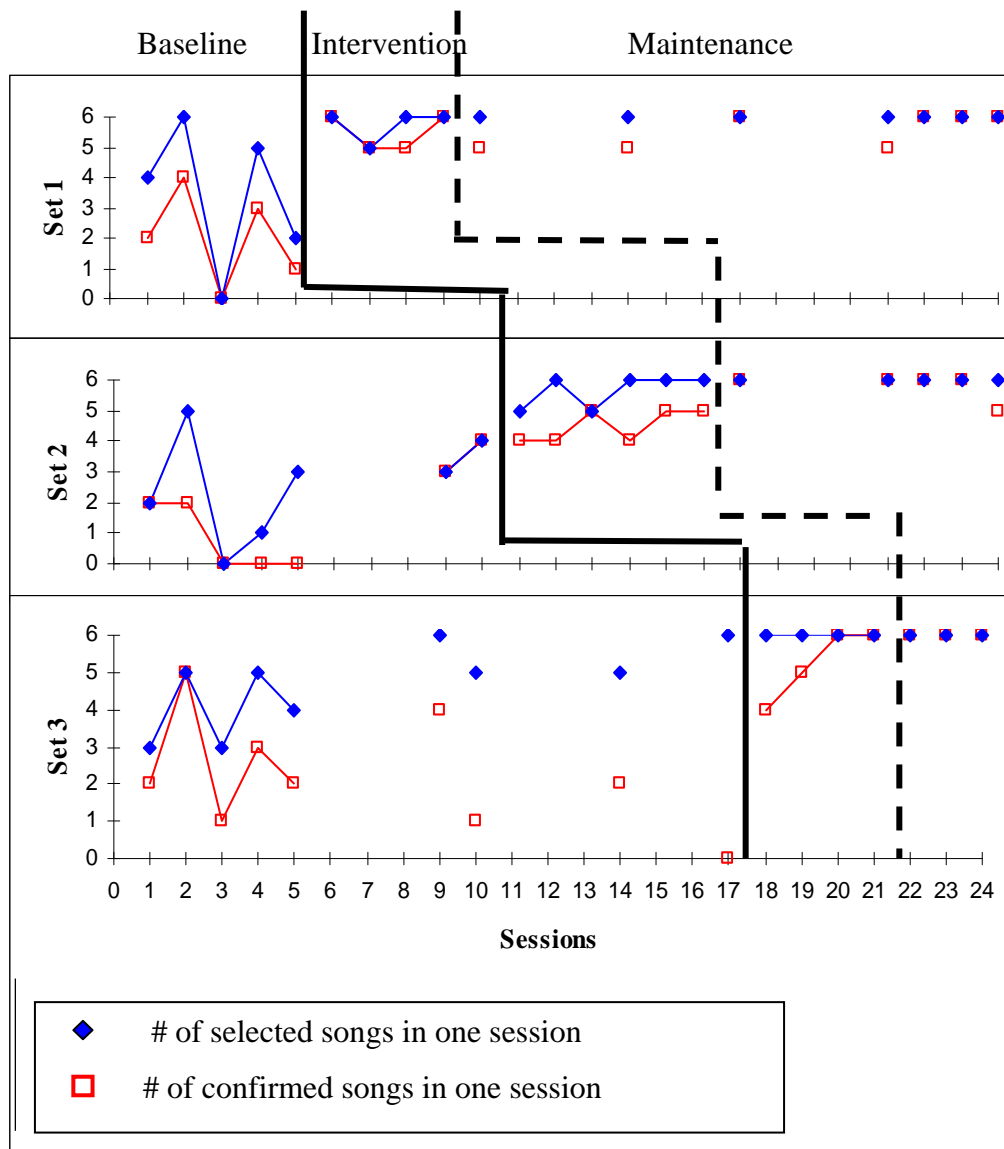 Baseline Intervention Maintenance
Set 1
6
5
4
3
2
1
0
Set 2
6
5
4
3
2
1
0
Set 3
6
5
4
3
2
1
0
0 1 2 3 4 5 6 7 8 9 10 11 12 13 14 15 16 17 18 19 20 21 22 23 24
Sessions
# of selected songs in one session
# of confirmed songs in one session